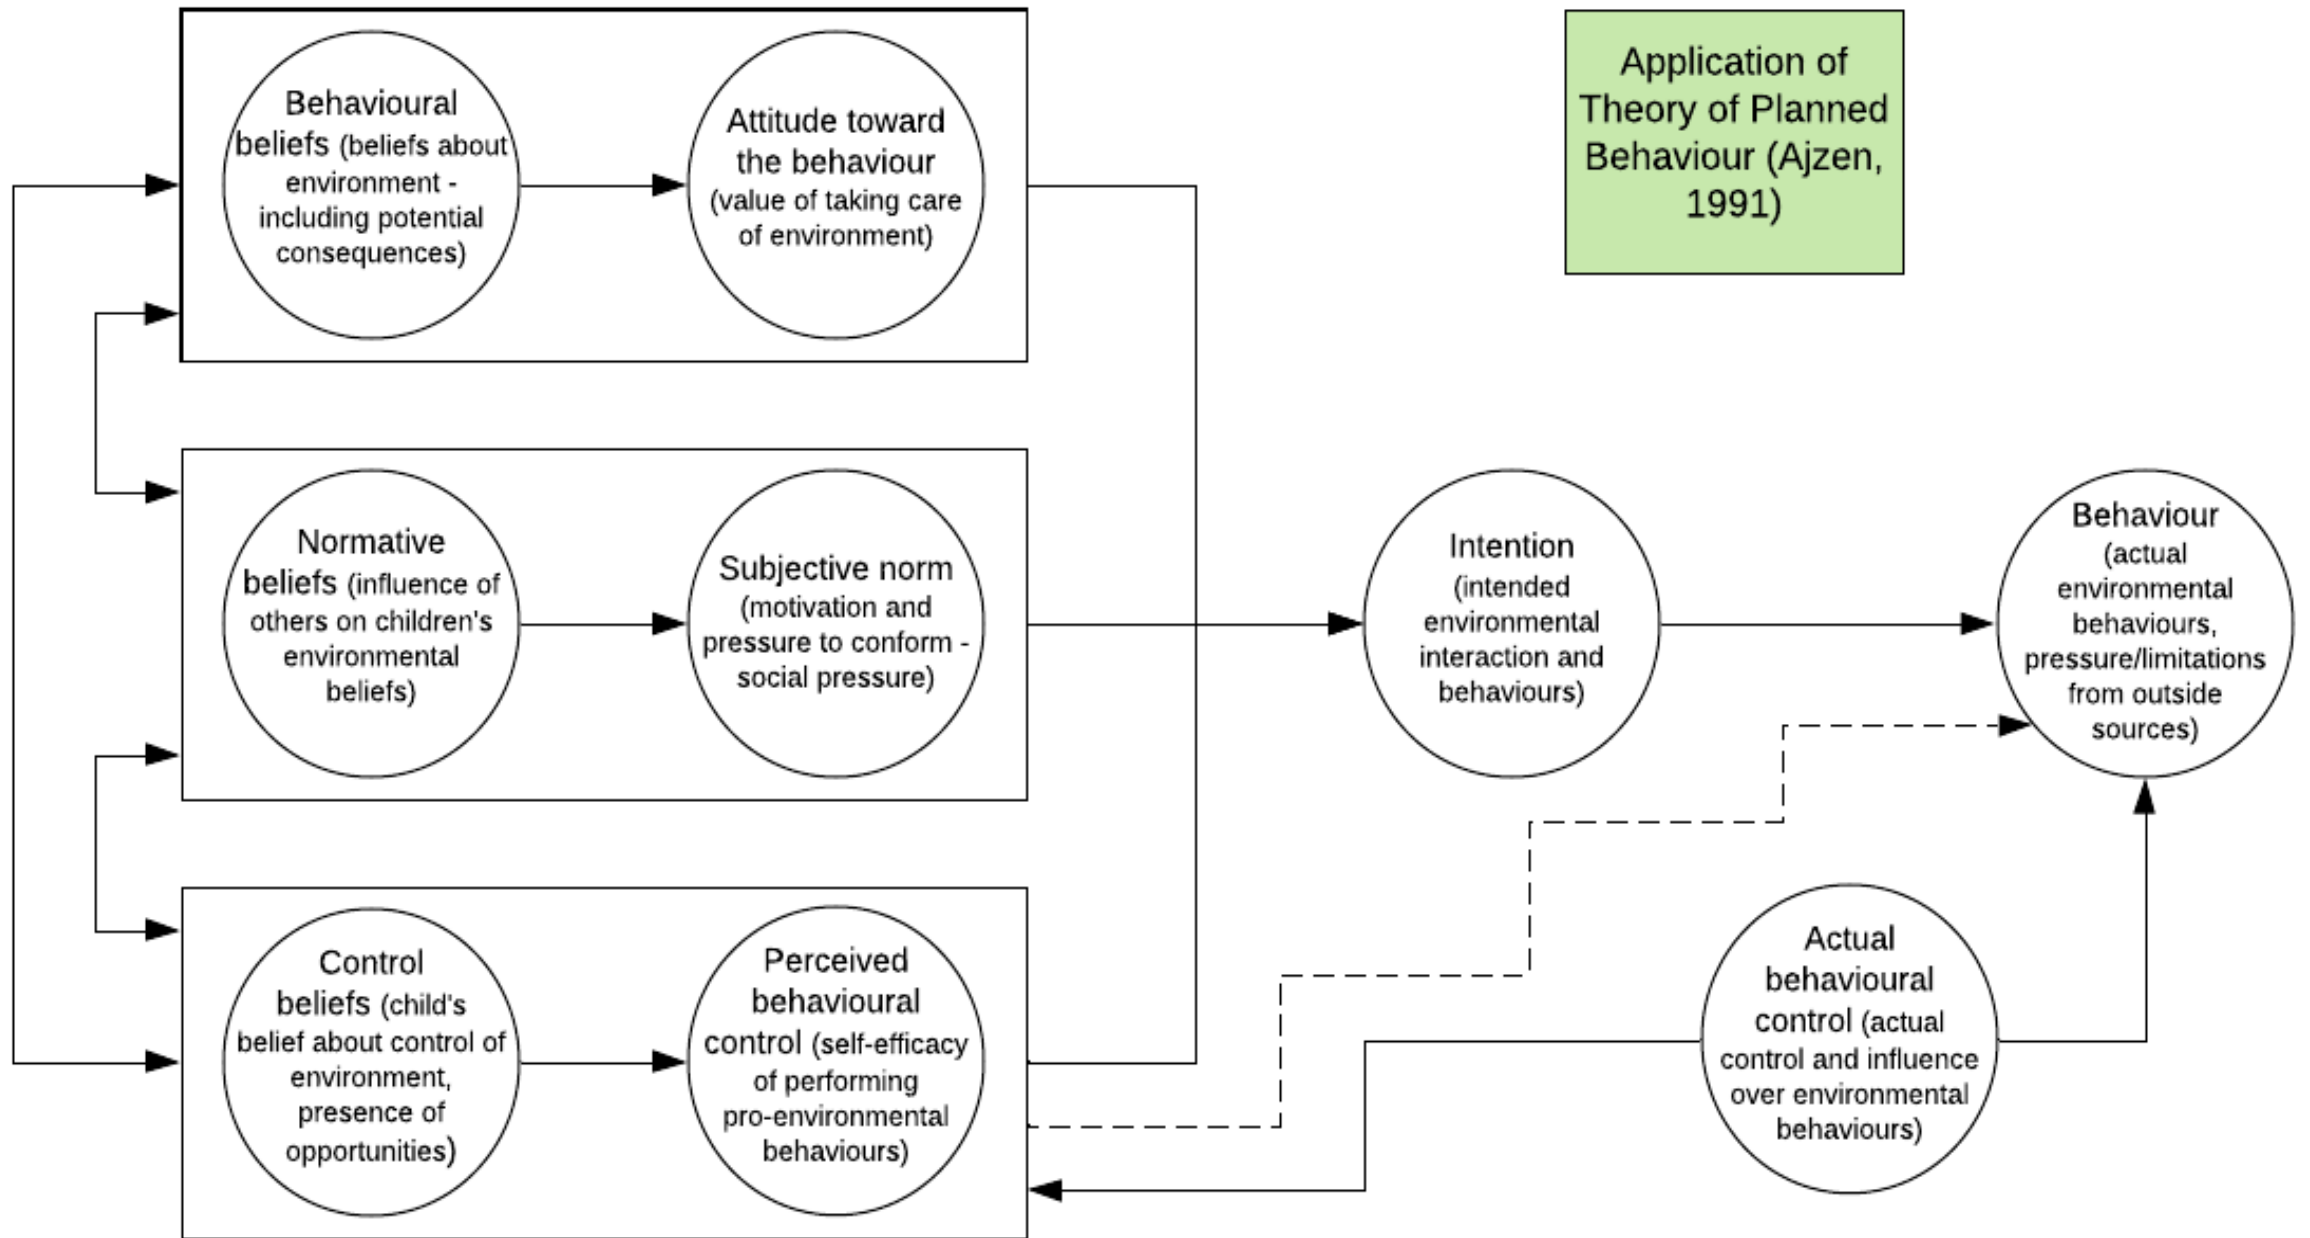 Behavioural
beliefs (beliefs about
environment -
including potential
consequences)
Attitude toward
the behaviour
(value of taking care
of environment)
Application of
Theory of Planned
Behaviour (Ajzen,
1991)
Normative
beliefs (influence of
others on children's
environmental
beliefs)
Subjective norm
(motivation and
pressure to conform -
social pressure)
Intention
(intended
environmental
interaction and
behaviours)
Behaviour
(actual
environmental
behaviours,
pressure/limitations
from outside
sources)
Control
beliefs (child's
belief about control of
environment,
presence of
opportunities)
Perceived
behavioural
control (self-efficacy
of performing
pro-environmental
behaviours)
Actual
behavioural
control (actual
control and influence
over environmental
behaviours)